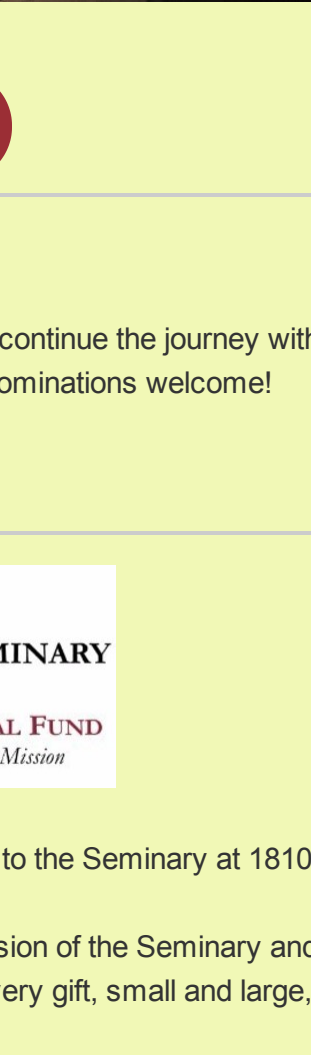 continue the journey with
ominations welcome!
MINARY
AL FUND
Mission
to the Seminary at 1810
sion of the Seminary and
ery gift, small and large,